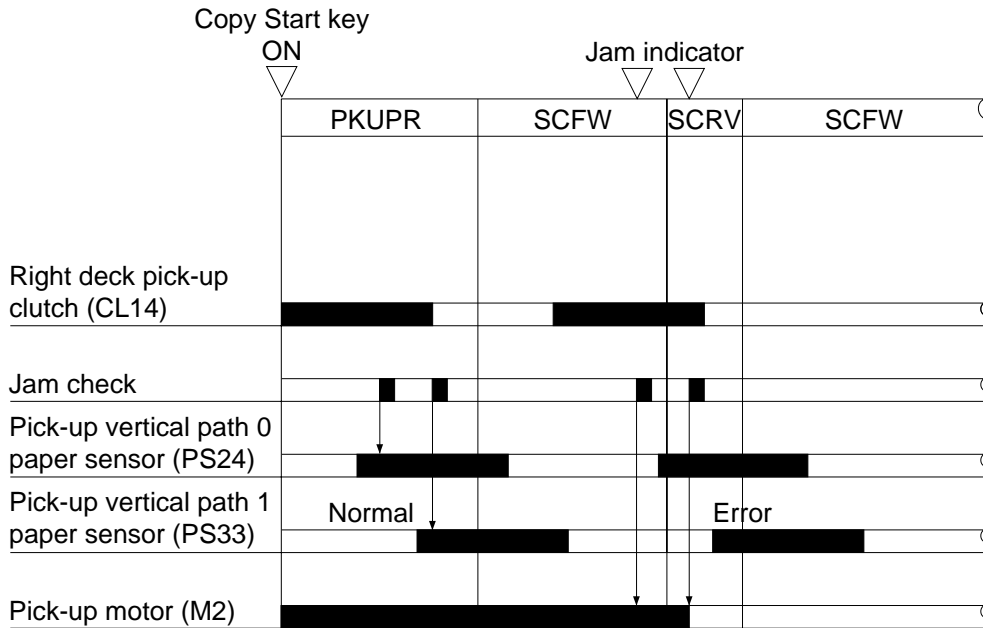 Copy Start key
ON
Jam indicator
PKUPR
SCFW
SCRV
SCFW
Right deck pick-up
clutch (CL14)
Jam check
Pick-up vertical path 0
paper sensor (PS24)
Pick-up vertical path 1
paper sensor (PS33)
Normal
Error
Pick-up motor (M2)